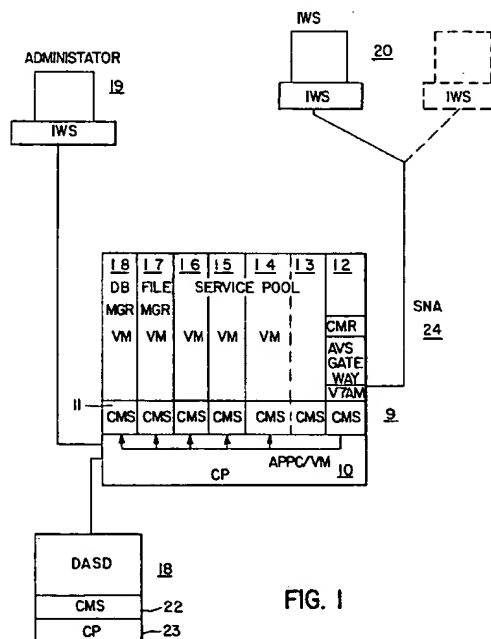 IWS
ADMINISTATOR
19
20
IWS
IWS
IWS
18 17 16 15 14 13 12
DB FILE SERVICE POOL
MGR MGR
VM VM VM VM VM
CMR
AVS
GATE
WAY
V7AM
SNA
24
11
CMS CMS CMS CMS CMS CMS CMS
9
APPC/VM
CP
10
DASD
18
CMS
22
CP
23
FIG. 1